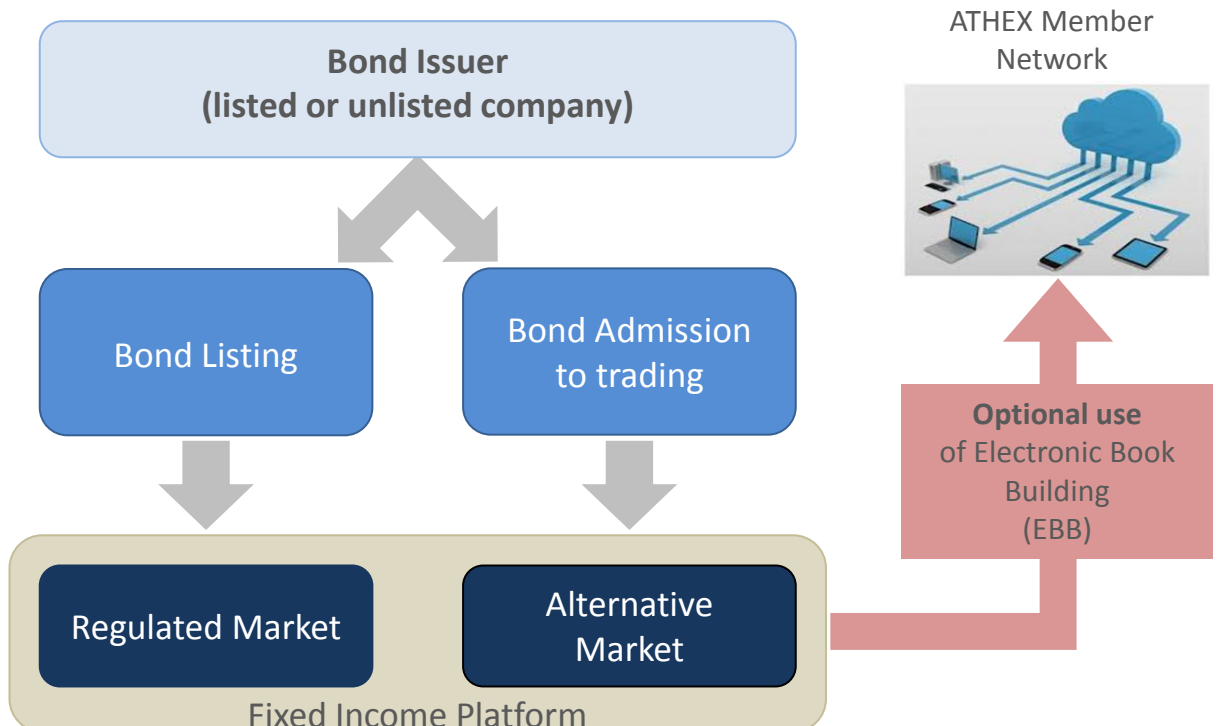 Bond Issuer
(listed or unlisted company)
ATHEX Member
Network
Bond Listing
Bond Admission
to trading
Optional use
of Electronic Book
Building
(EBB)
Regulated Market
Alternative
Market
Fixed Income Platform